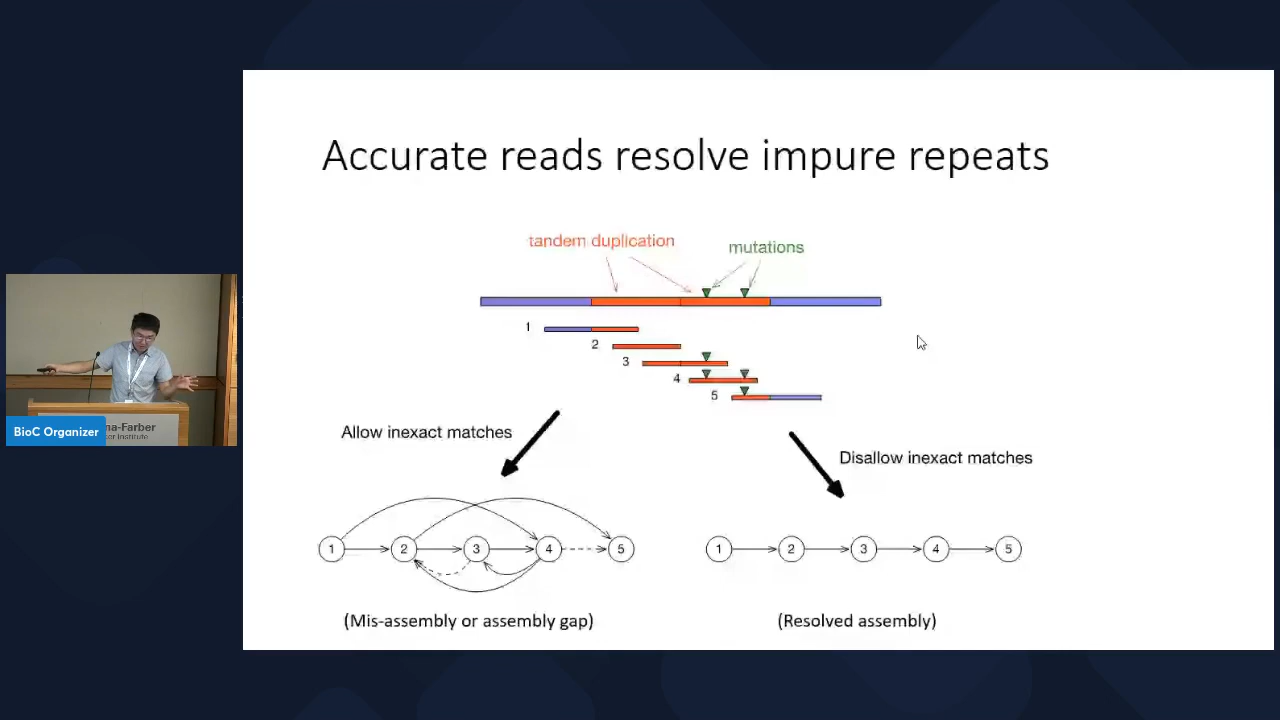 Accurate reads resolve impure repeats
tandem duplication
mutations
1
2
3
4
5
Allow inexact matches
Disallow inexact matches
1 2 3 4 5
1 2 3 4 5
(Mis-assembly or assembly gap)
(Resolved assembly)
na-Farber
er Institute
BioC Organizer